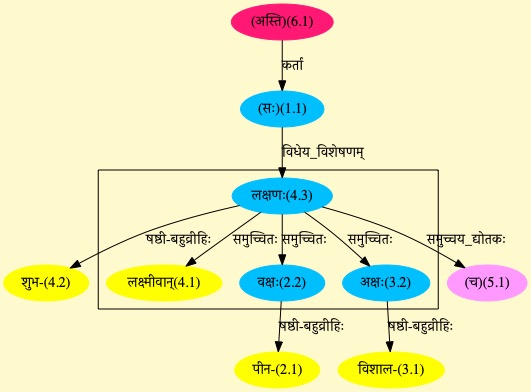 (अस्ति)(6.1)
कर्ता
(सः)(1.1)
विधेय_विशेषणम्
लक्षणः(4.3)
षष्ठी-बहुव्रीहिः समुच्चितः समुच्चितः समुच्चितः समुच्चय_द्योतकः
शुभ-(4.2) लक्ष्मीवान्(4.1) वक्षः(2.2) अक्षः(3.2) (च)(5.1)
षष्ठी-बहुव्रीहिः षष्ठी-बहुव्रीहिः
पीन-(2.1) विशाल-(3.1)